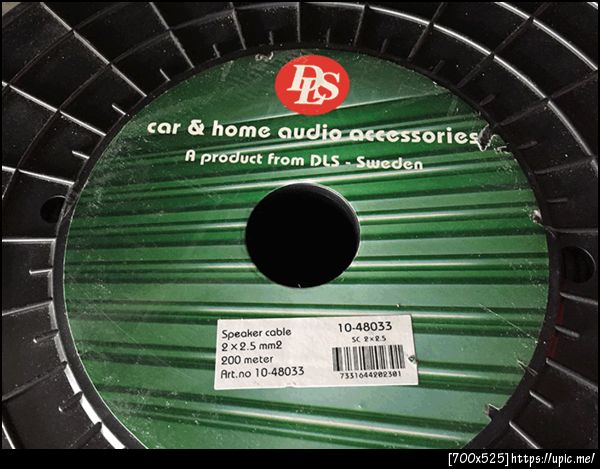 DLS
car & home audio accessories
A product from DLS - Sweden
Speaker cable
2 x 2.5 mm2
200 meter
Art.no 10-48033
10-48033
SC 2x2.5
7331644202301
[700x525]https://upic.me/